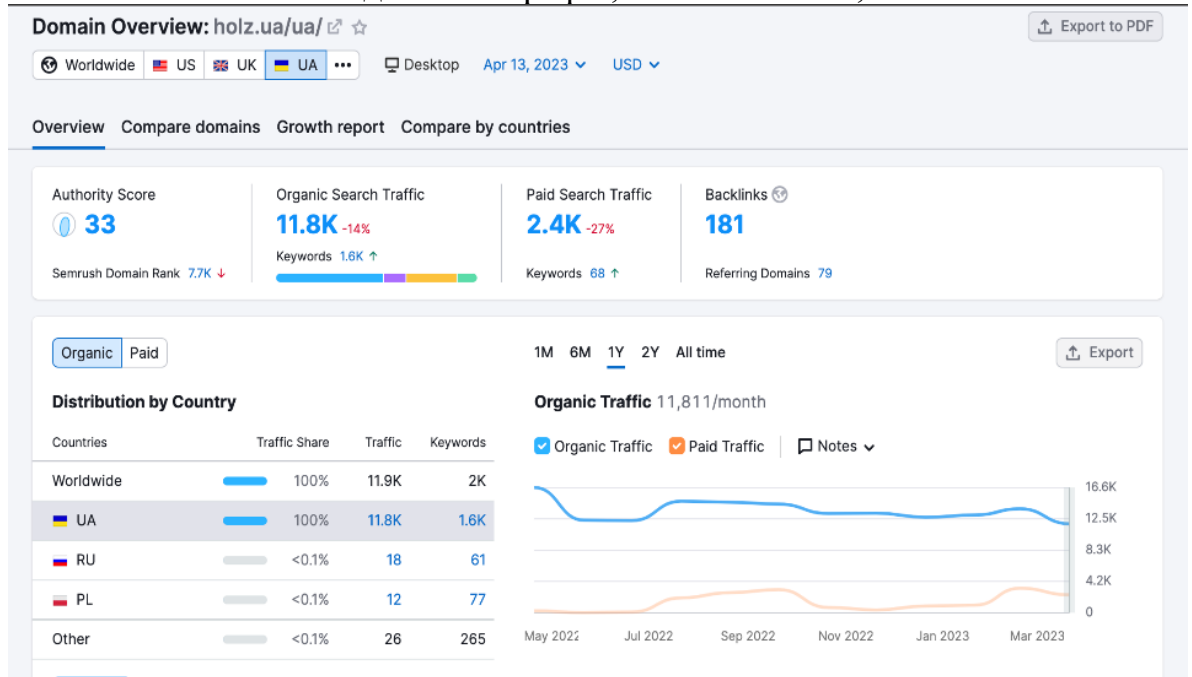 Domain Overview: holz.ua/ua/
Export to PDF
Worldwide US UK UA ••• Desktop Apr 13, 2023 USD
Overview Compare domains Growth report Compare by countries
Authority Score
33
Semrush Domain Rank 7.7K ↓
Organic Search Traffic
11.8K -14%
Keywords 1.6K ↑
Paid Search Traffic
2.4K -27%
Keywords 68 ↑
Backlinks
181
Referring Domains 79
Organic Paid
Distribution by Country
Countries Traffic Share Traffic Keywords
Worldwide 100% 11.9K 2K
UA 100% 11.8K 1.6K
RU <0.1% 18 61
PL <0.1% 12 77
Other <0.1% 26 265
1M 6M 1Y 2Y All time
Export
Organic Traffic 11,811/month
Organic Traffic Paid Traffic Notes
16.6K
12.5K
8.3K
4.2K
0
May 2022 Jul 2022 Sep 2022 Nov 2022 Jan 2023 Mar 2023